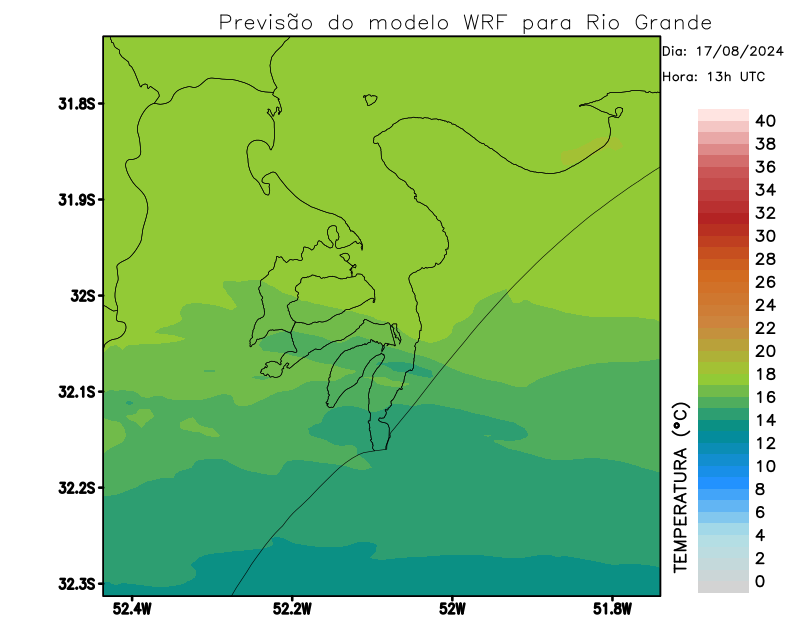 Previsão do modelo WRF para Rio Grande
Dia: 17/08/2024
Hora: 13h UTC
31.8S
31.9S
32S
32.1S
32.2S
32.3S
52.4W
52.2W
52W
51.8W
TEMPERATURA (°C)
40
38
36
34
32
30
28
26
24
22
20
18
16
14
12
10
8
6
4
2
0